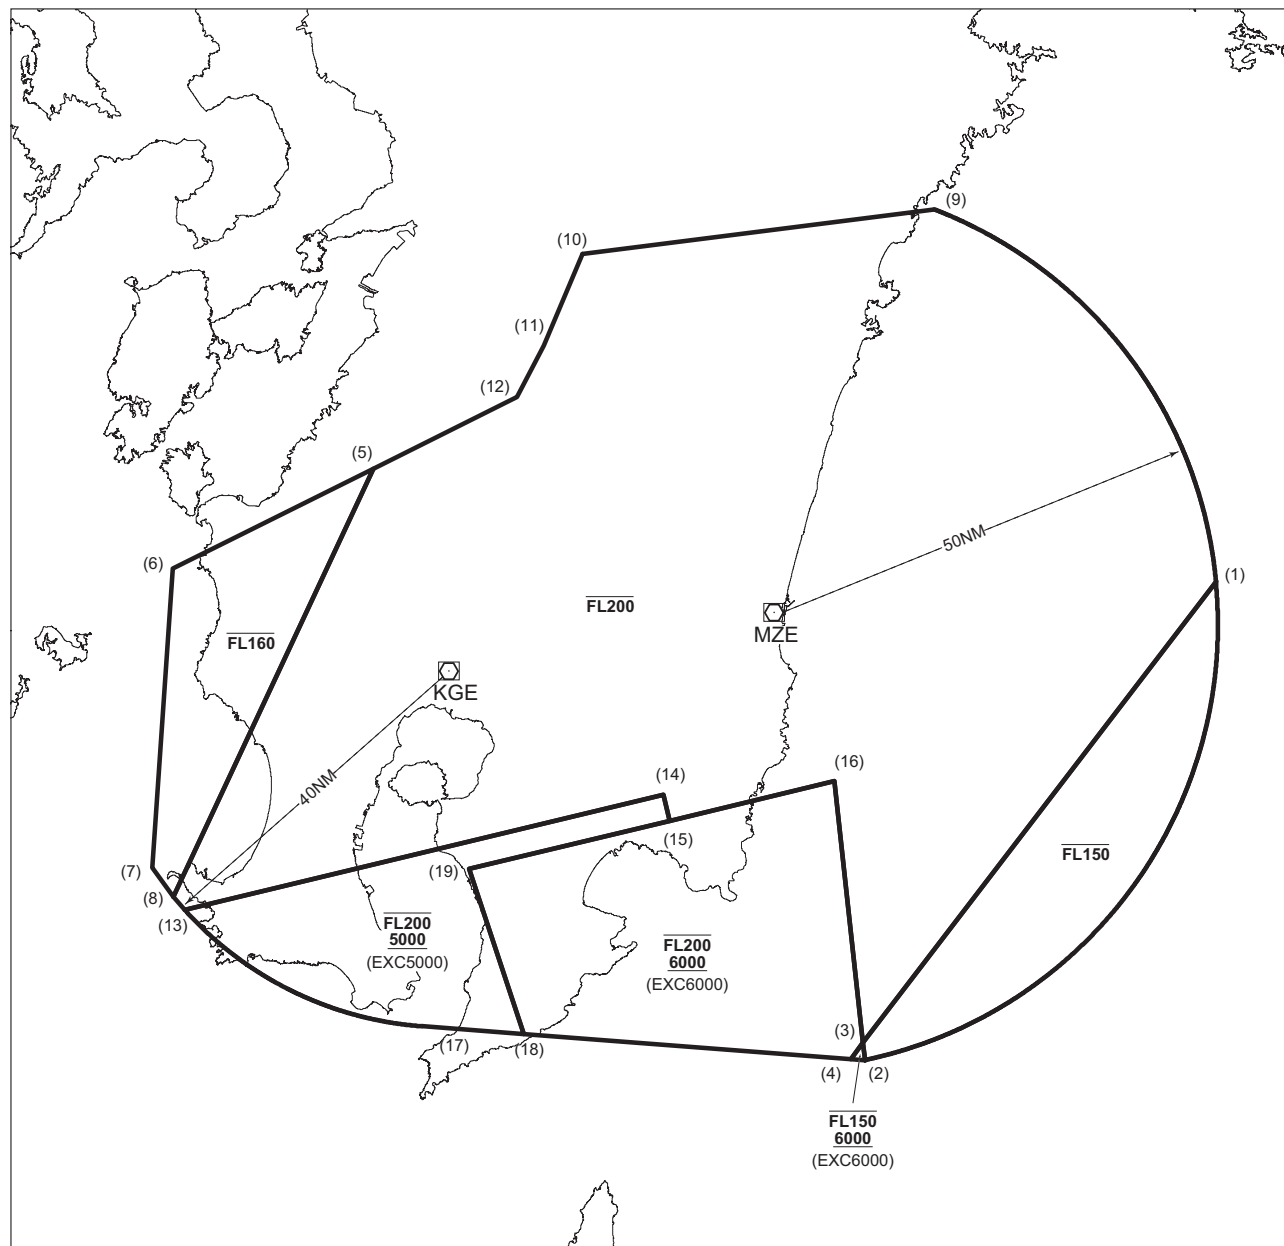 (9)
(10)
(11)
(12)
(5)
50NM
(6)
(1)
FL200
MZE
FL160
KGE
40NM
(14)
(16)
(15)
(7)
(19)
FL150
(8)
(13)
FL200
5000
(EXC5000)
FL200
6000
(EXC6000)
(3)
(17)
(18)
(4)
(2)
FL150
6000
(EXC6000)